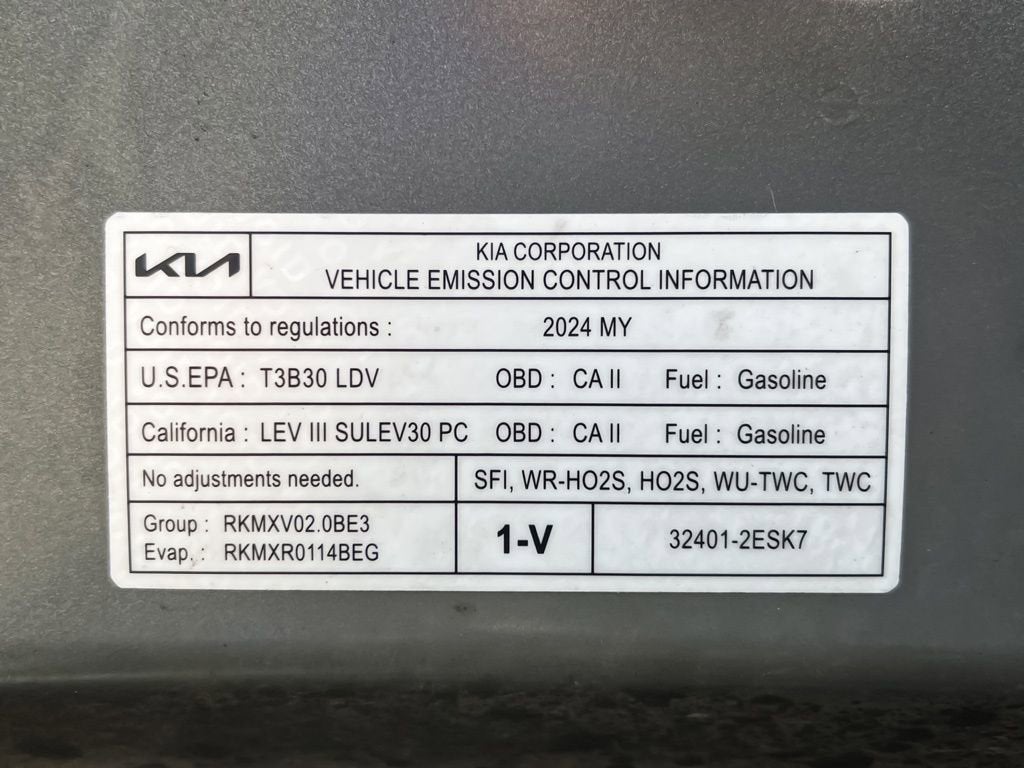 KIA
KIA CORPORATION
VEHICLE EMISSION CONTROL INFORMATION
Conforms to regulations : 2024 MY
U.S.EPA : T3B30 LDV OBD : CA II Fuel : Gasoline
California : LEV III SULEV30 PC OBD : CA II Fuel : Gasoline
No adjustments needed. SFI, WR-HO2S, HO2S, WU-TWC, TWC
Group : RKMXV02.0BE3
Evap. : RKMXR0114BEG
1-V
32401-2ESK7